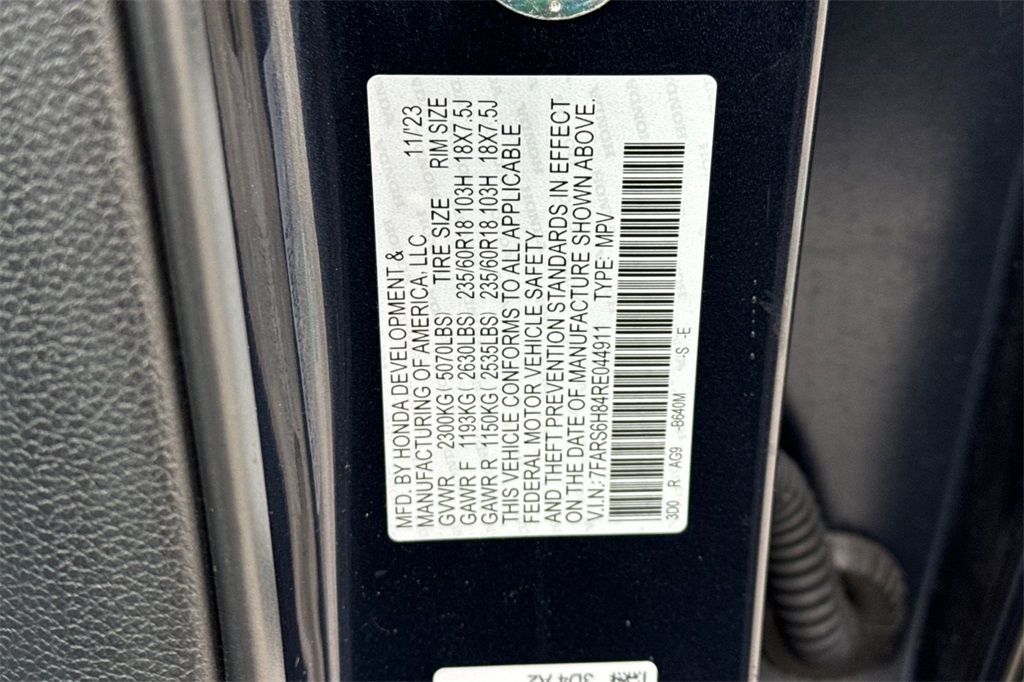 MFD. BY HONDA DEVELOPMENT &
MANUFACTURING OF AMERICA, LLC 11/23
GVWR 2300KG( 5070LBS) TIRE SIZE RIM SIZE
GAWR F 1193KG( 2630LBS) 235/60R18 103H 18X7.5J
GAWR R 1150KG( 2535LBS) 235/60R18 103H 18X7.5J
THIS VEHICLE CONFORMS TO ALL APPLICABLE
FEDERAL MOTOR VEHICLE SAFETY
AND THEFT PREVENTION STANDARDS IN EFFECT
ON THE DATE OF MANUFACTURE SHOWN ABOVE.
V.I.N.: 7FARS6H84RE044911 TYPE: MPV
3D0 R AG9 -B640M -S -E